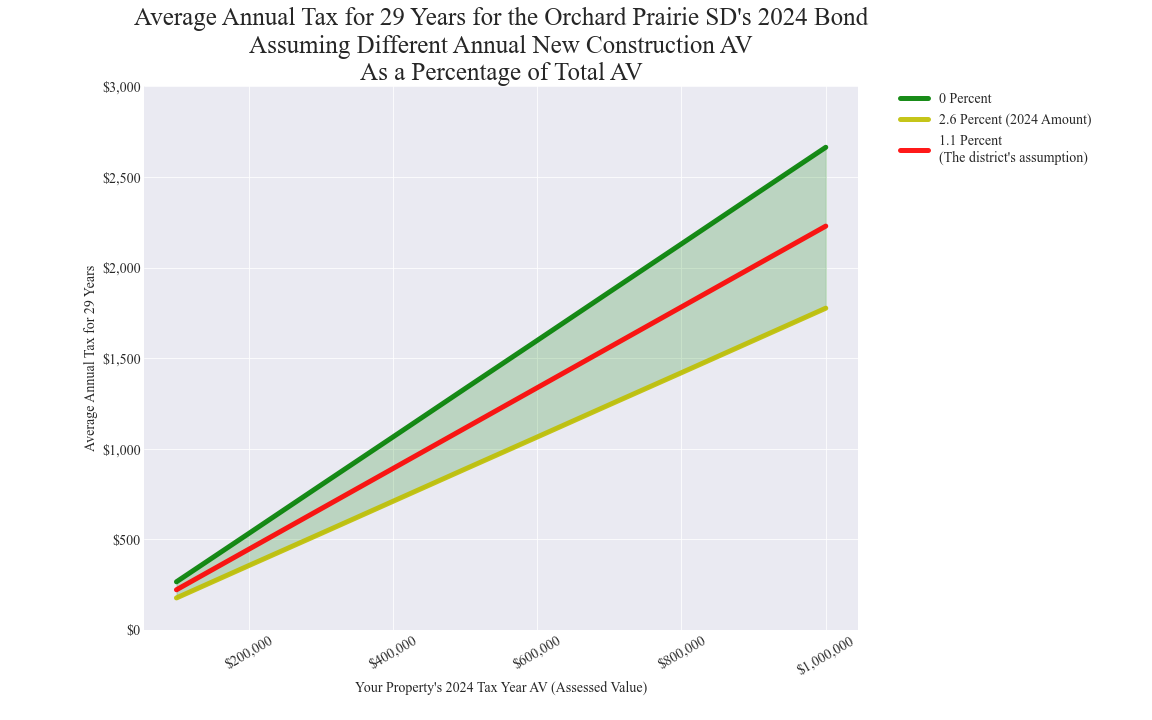 Average Annual Tax for 29 Years for the Orchard Prairie SD's 2024 Bond
Assuming Different Annual New Construction AV
As a Percentage of Total AV
0 Percent
2.6 Percent (2024 Amount)
1.1 Percent
(The district's assumption)
Average Annual Tax for 29 Years
$3,000
$2,500
$2,000
$1,500
$1,000
$500
$0
$200,000
$400,000
$600,000
$800,000
$1,000,000
Your Property's 2024 Tax Year AV (Assessed Value)